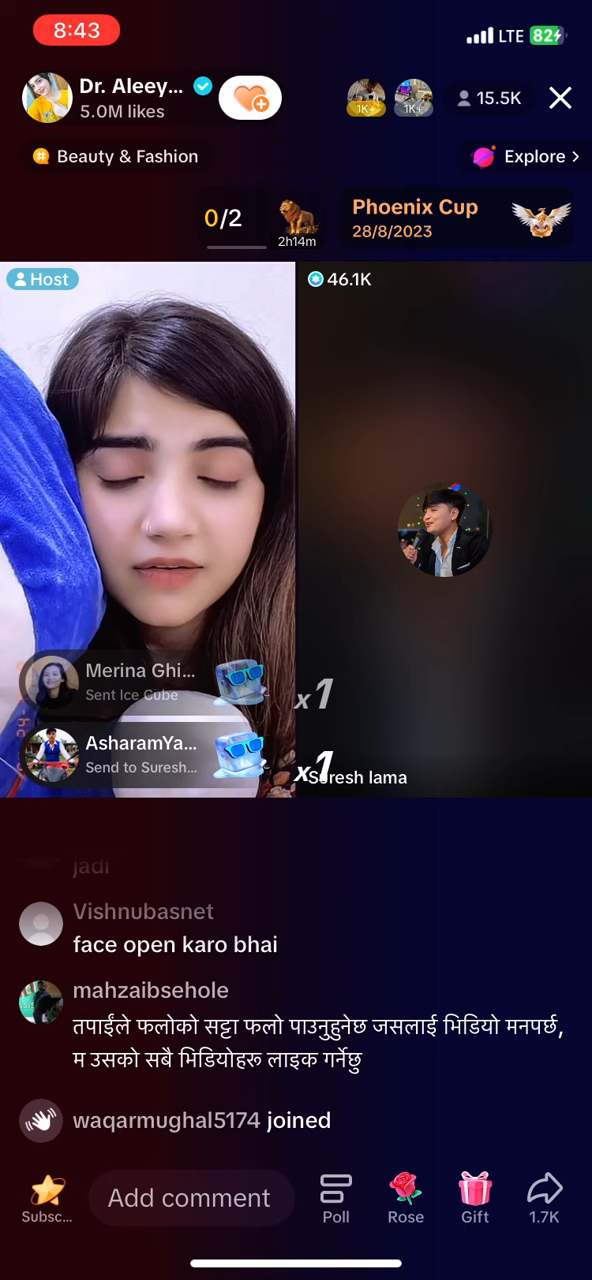 8:43
LTE 82
Dr. Aleey...
5.0M likes
1K+
1K+
15.5K
Beauty & Fashion
Explore >
0/2
2h14m
Phoenix Cup
28/8/2023
Host
46.1K
Merina Ghi...
Sent Ice Cube
x1
AsharamYa...
Send to Suresh...
x1
Suresh lama
jadi
Vishnubasnet
face open karo bhai
mahzaibsehole
तपाईंले फलोको सट्टा फलो पाउनुहुनेछ जसलाई भिडियो मनपर्छ,
म उसको सबै भिडियोहरू लाइक गर्नेछु
waqarmughal5174 joined
Subsc...
Add comment
Poll
Rose
Gift
1.7K